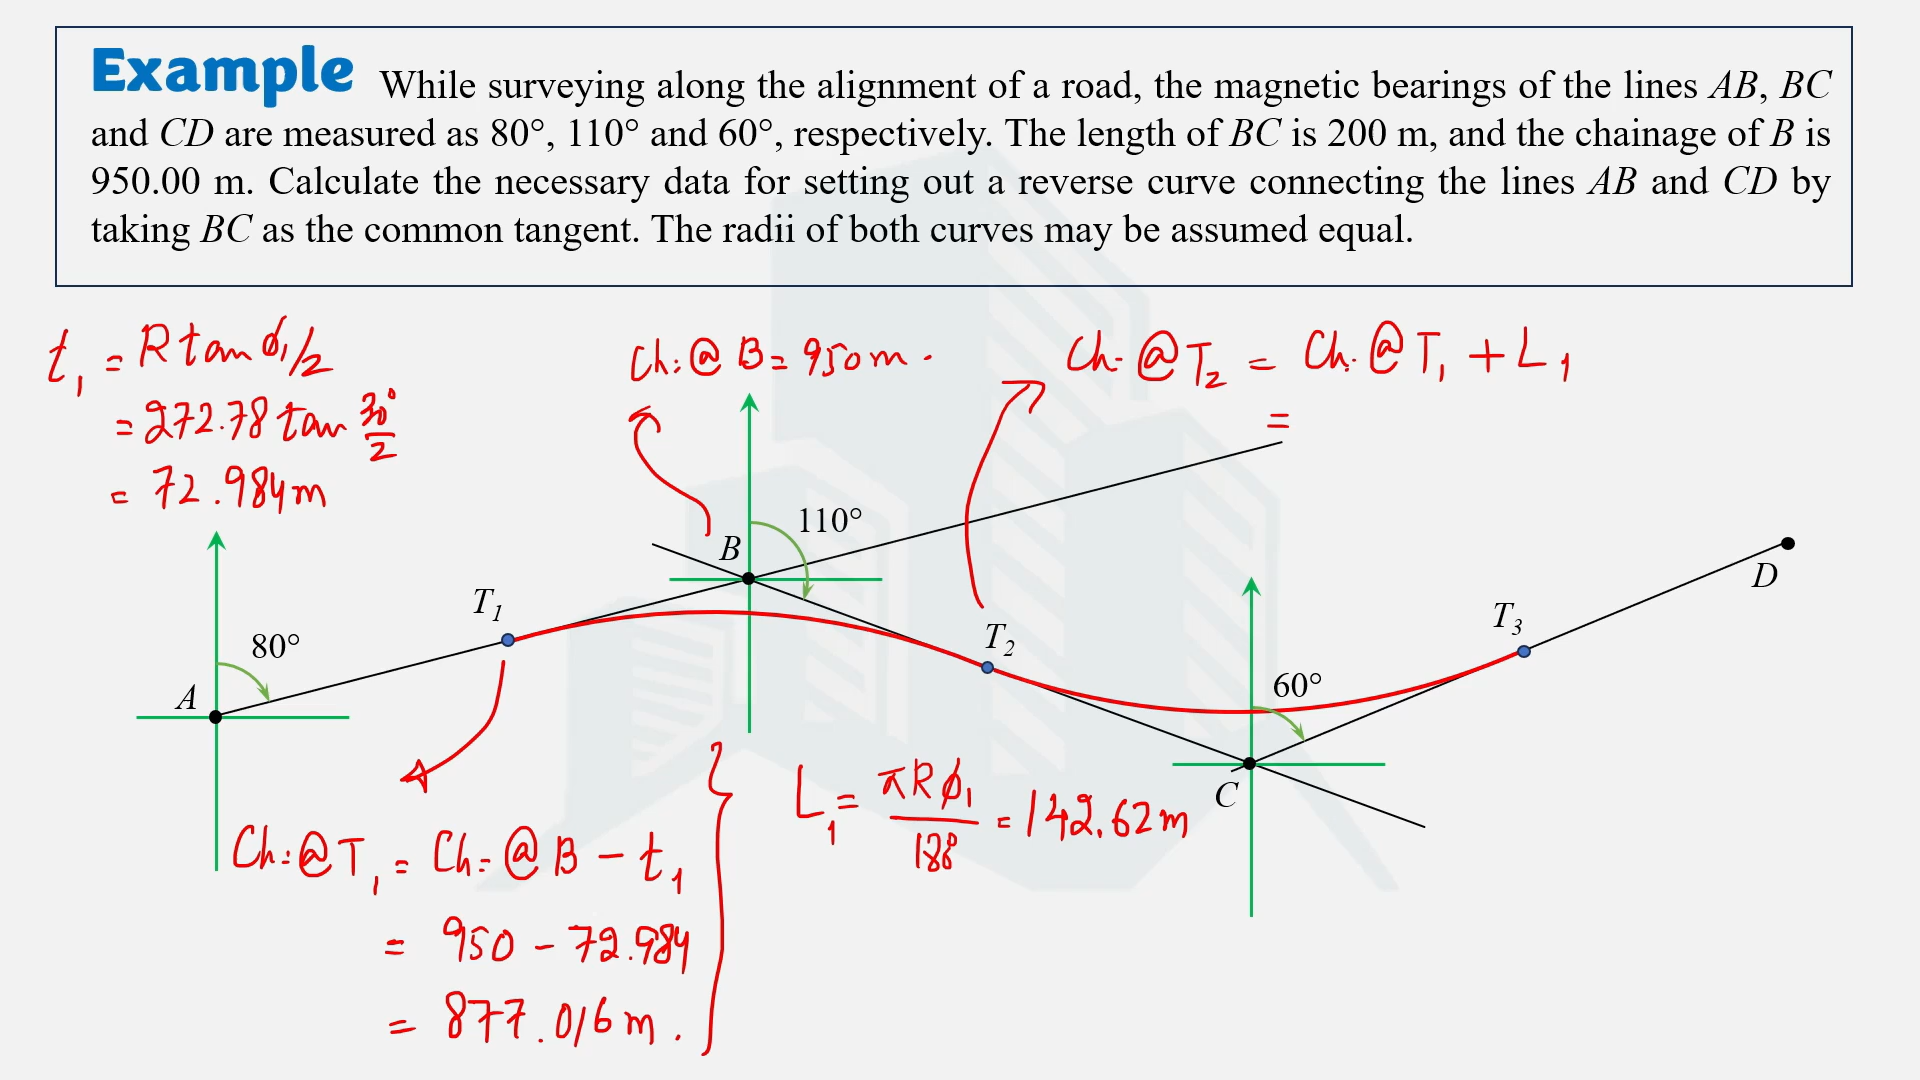 Example While surveying along the alignment of a road, the magnetic bearings of the lines AB, BC
and CD are measured as 80°, 110° and 60°, respectively. The length of BC is 200 m, and the chainage of B is
950.00 m. Calculate the necessary data for setting out a reverse curve connecting the lines AB and CD by
taking BC as the common tangent. The radii of both curves may be assumed equal.
t₁ = R tan ϕ₁/2
= 272.78 tan 30°/2
= 72.984 m
Ch: @ B = 950 m.
Ch: @ T₂ = Ch: @ T₁ + L₁
=
110°
B
D
T₁
T₂
T₃
80°
A
60°
C
L₁ = πRϕ₁/180° = 142.62 m
Ch: @ T₁ = Ch: @ B − t₁
= 950 − 72.984
= 877.016 m.